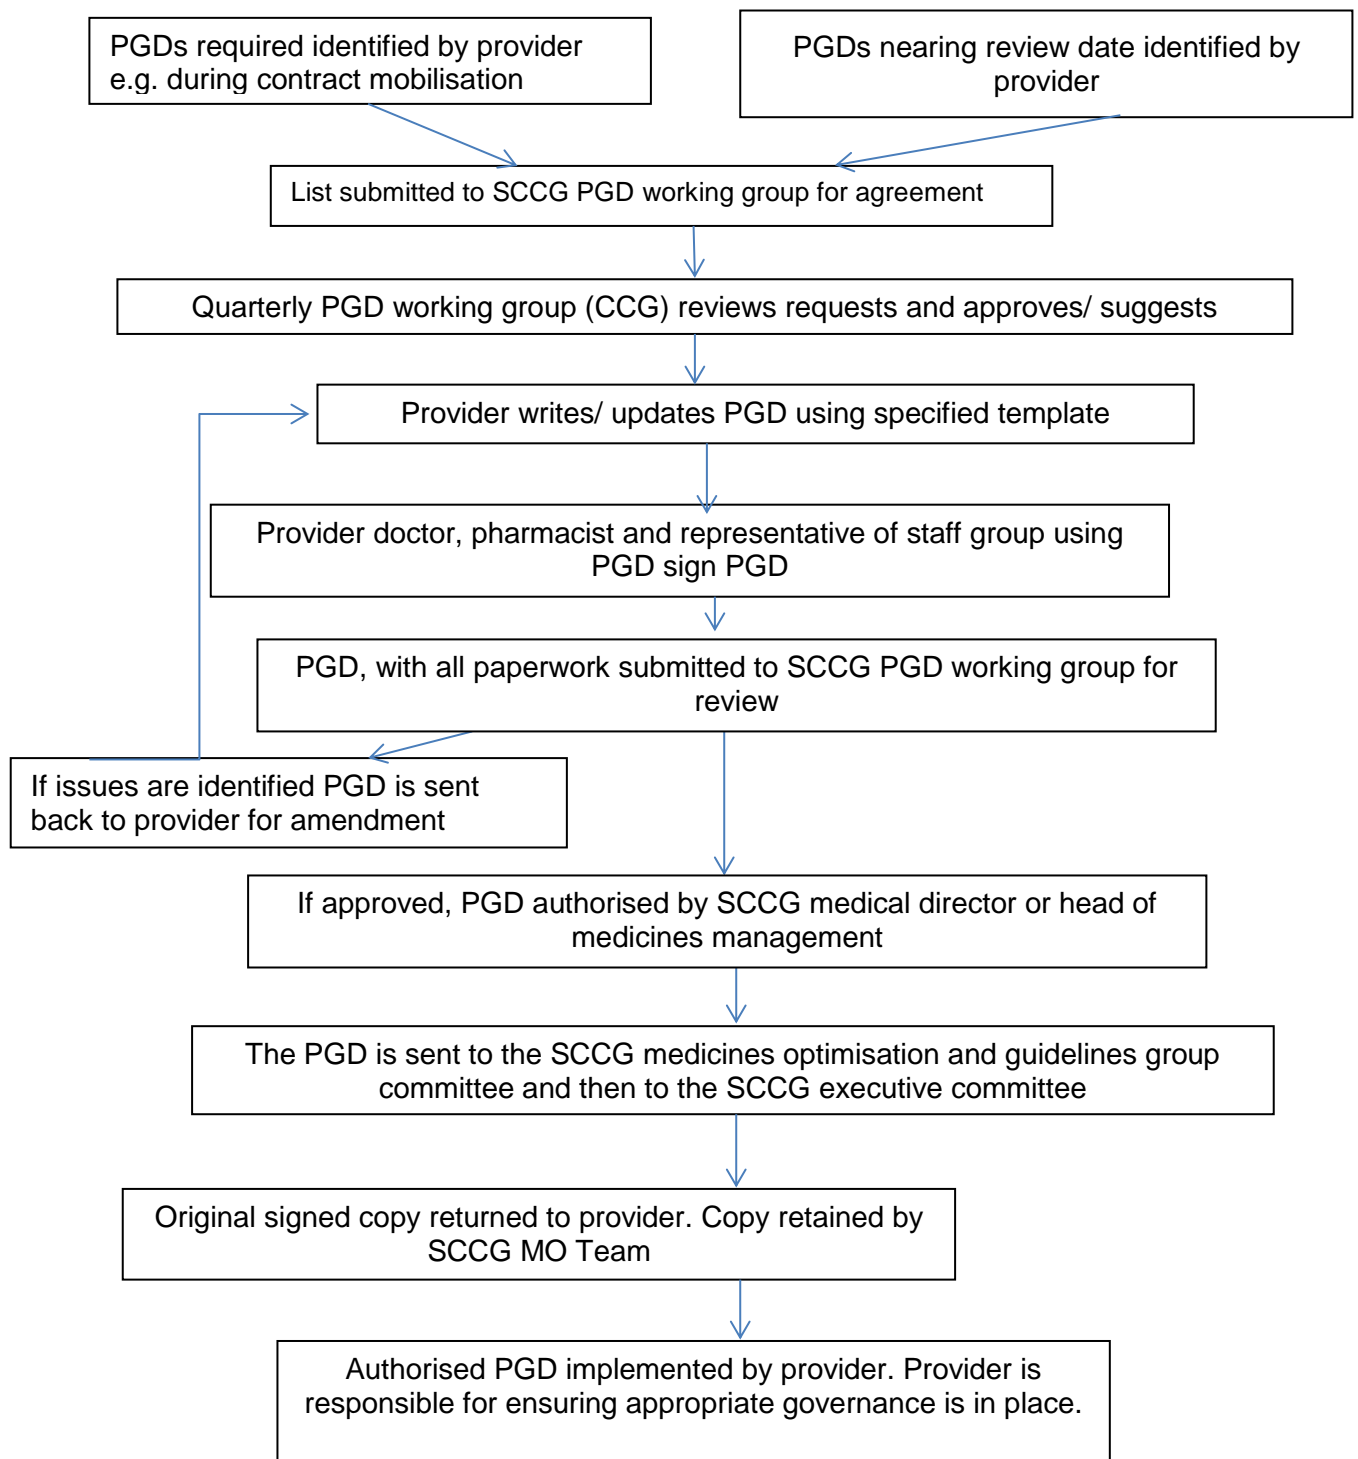 PGDs required identified by provider
e.g. during contract mobilisation
PGDs nearing review date identified by
provider
List submitted to SCCG PGD working group for agreement
Quarterly PGD working group (CCG) reviews requests and approves/ suggests
Provider writes/ updates PGD using specified template
Provider doctor, pharmacist and representative of staff group using
PGD sign PGD
PGD, with all paperwork submitted to SCCG PGD working group for
review
If issues are identified PGD is sent
back to provider for amendment
If approved, PGD authorised by SCCG medical director or head of
medicines management
The PGD is sent to the SCCG medicines optimisation and guidelines group
committee and then to the SCCG executive committee
Original signed copy returned to provider. Copy retained by
SCCG MO Team
Authorised PGD implemented by provider. Provider is
responsible for ensuring appropriate governance is in place.